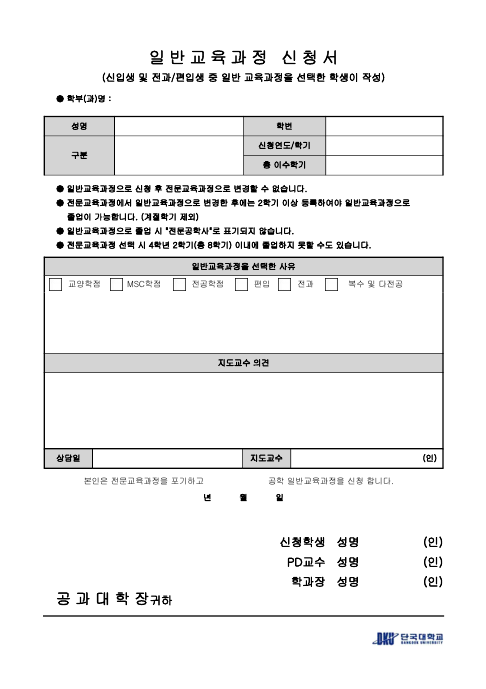 일반교육과정 신청서
(신입생 및 전과/편입생 중 일반 교육과정을 선택한 학생이 작성)
● 학부(과)명 :
성명 학번
구분 신청연도/학기
총 이수학기
● 일반교육과정으로 신청 후 전문교육과정으로 변경할 수 없습니다.
● 전문교육과정에서 일반교육과정으로 변경한 후에는 2학기 이상 등록하여야 일반교육과정으로
졸업이 가능합니다. (계절학기 제외)
● 일반교육과정으로 졸업 시 "전문공학사"로 표기되지 않습니다.
● 전문교육과정 선택 시 4학년 2학기(총 8학기) 이내에 졸업하지 못할 수도 있습니다.
일반교육과정을 선택한 사유
교양학점 MSC학점 전공학점 편입 전과 복수 및 다전공
지도교수 의견
상담일 지도교수 (인)
본인은 전문교육과정을 포기하고 공학 일반교육과정을 신청 합니다.
년 월 일
신청학생 성명 (인)
PD교수 성명 (인)
학과장 성명 (인)
공과대학장귀하
DKU 단국대학교
DANKOOK UNIVERSITY